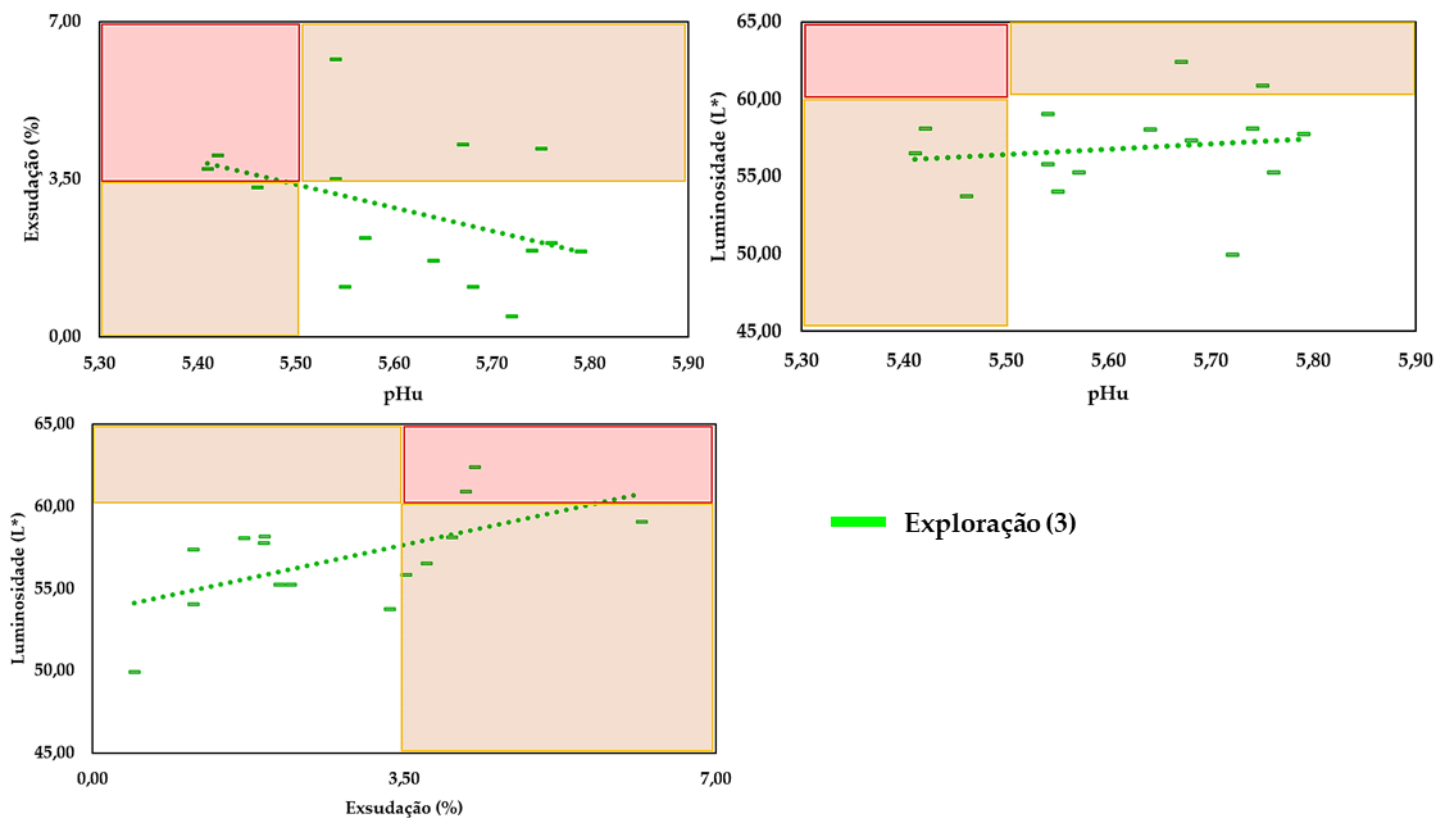 7,00
3,50
0,00
Exsudação (%)
5,30 5,40 5,50 5,60 5,70 5,80 5,90
pHu
65,00
60,00
55,00
50,00
45,00
Luminosidade (L*)
5,30 5,40 5,50 5,60 5,70 5,80 5,90
pHu
65,00
60,00
55,00
50,00
45,00
Luminosidade (L*)
0,00 3,50 7,00
Exsudação (%)
Exploração (3)